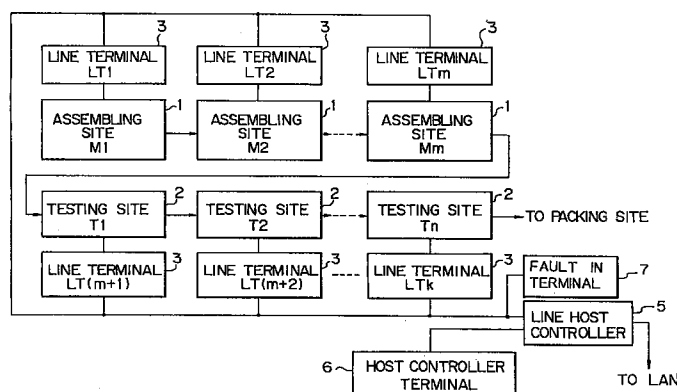 3
3
3
LINE TERMINAL
LT1
LINE TERMINAL
LT2
LINE TERMINAL
LTm
1
1
1
ASSEMBLING
SITE
M1
ASSEMBLING
SITE
M2
ASSEMBLING
SITE
Mm
2
2
2
TESTING SITE
T1
TESTING SITE
T2
TESTING SITE
Tn
TO PACKING SITE
3
3
3
LINE TERMINAL
LT(m+1)
LINE TERMINAL
LT(m+2)
LINE TERMINAL
LTk
FAULT IN
TERMINAL
7
5
LINE HOST
CONTROLLER
6
HOST CONTROLLER
TERMINAL
TO LAN